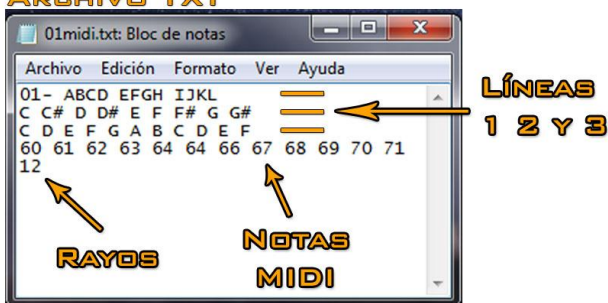 ARCHIVO TXT
01midi.txt: Bloc de notas
Archivo Edición Formato Ver Ayuda
01- ABCD EFGH IJKL
C C# D D# E F F# G G#
C D E F G A B C D E F
60 61 62 63 64 64 66 67 68 69 70 71
12
LÍNEAS
1 2 Y 3
RAYOS
NOTAS
MIDI